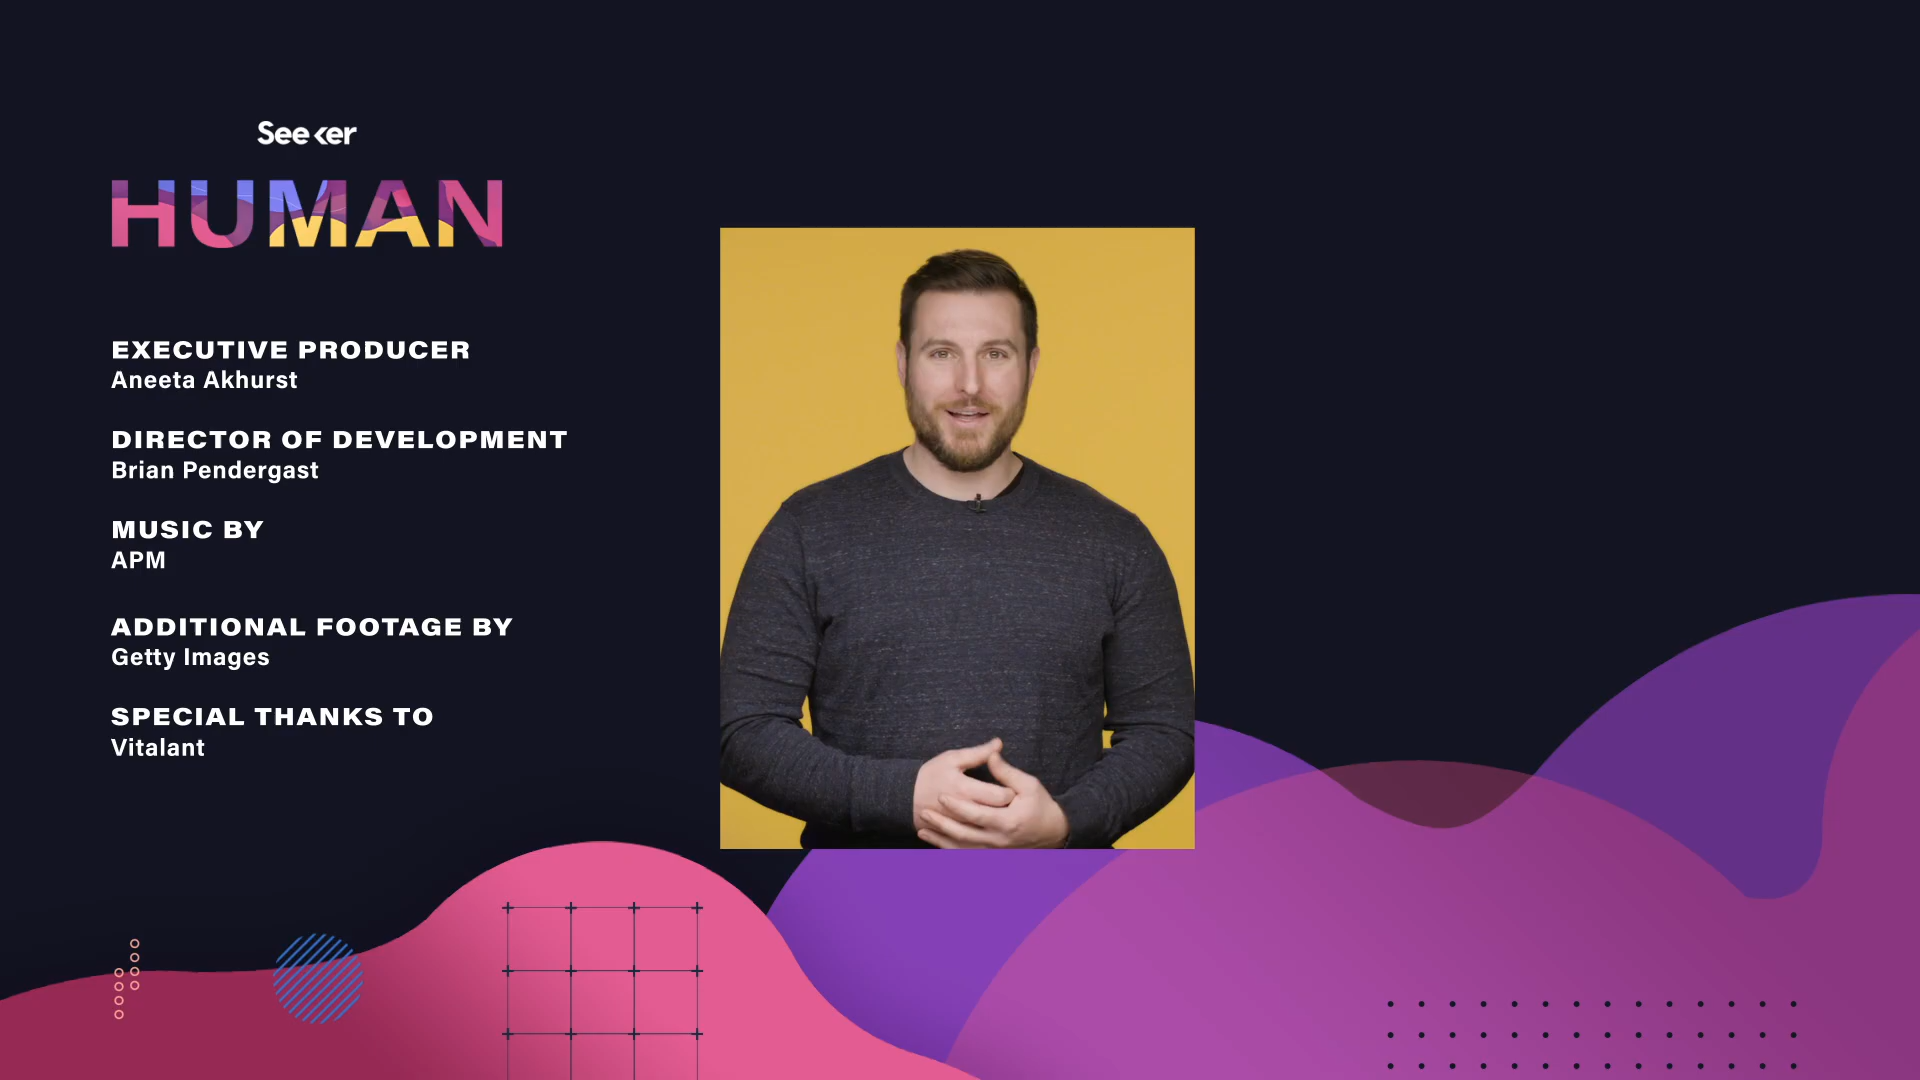 Seeker
HUMAN
EXECUTIVE PRODUCER
Aneeta Akhurst
DIRECTOR OF DEVELOPMENT
Brian Pendergast
MUSIC BY
APM
ADDITIONAL FOOTAGE BY
Getty Images
SPECIAL THANKS TO
Vitalant